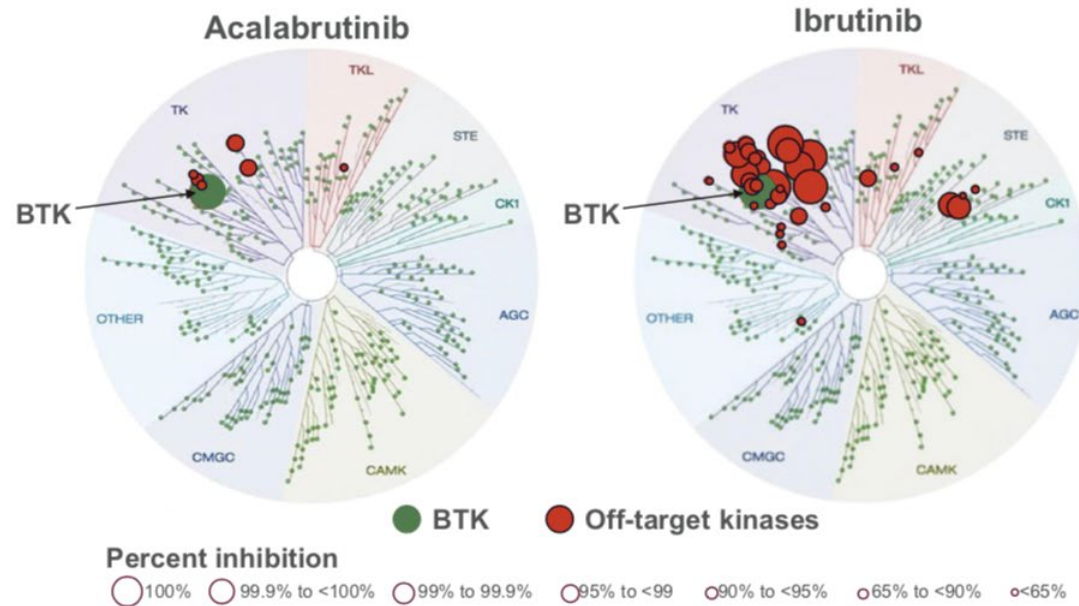 Acalabrutinib
Ibrutinib
TKL
TK
STE
CK1
BTK
OTHER
AGC
CMGC
CAMK
TKL
TK
STE
CK1
BTK
OTHER
AGC
CMGC
CAMK
BTK
Off-target kinases
Percent inhibition
100% 99.9% to <100% 99% to 99.9% 95% to <99 90% to <95% 65% to <90% <65%